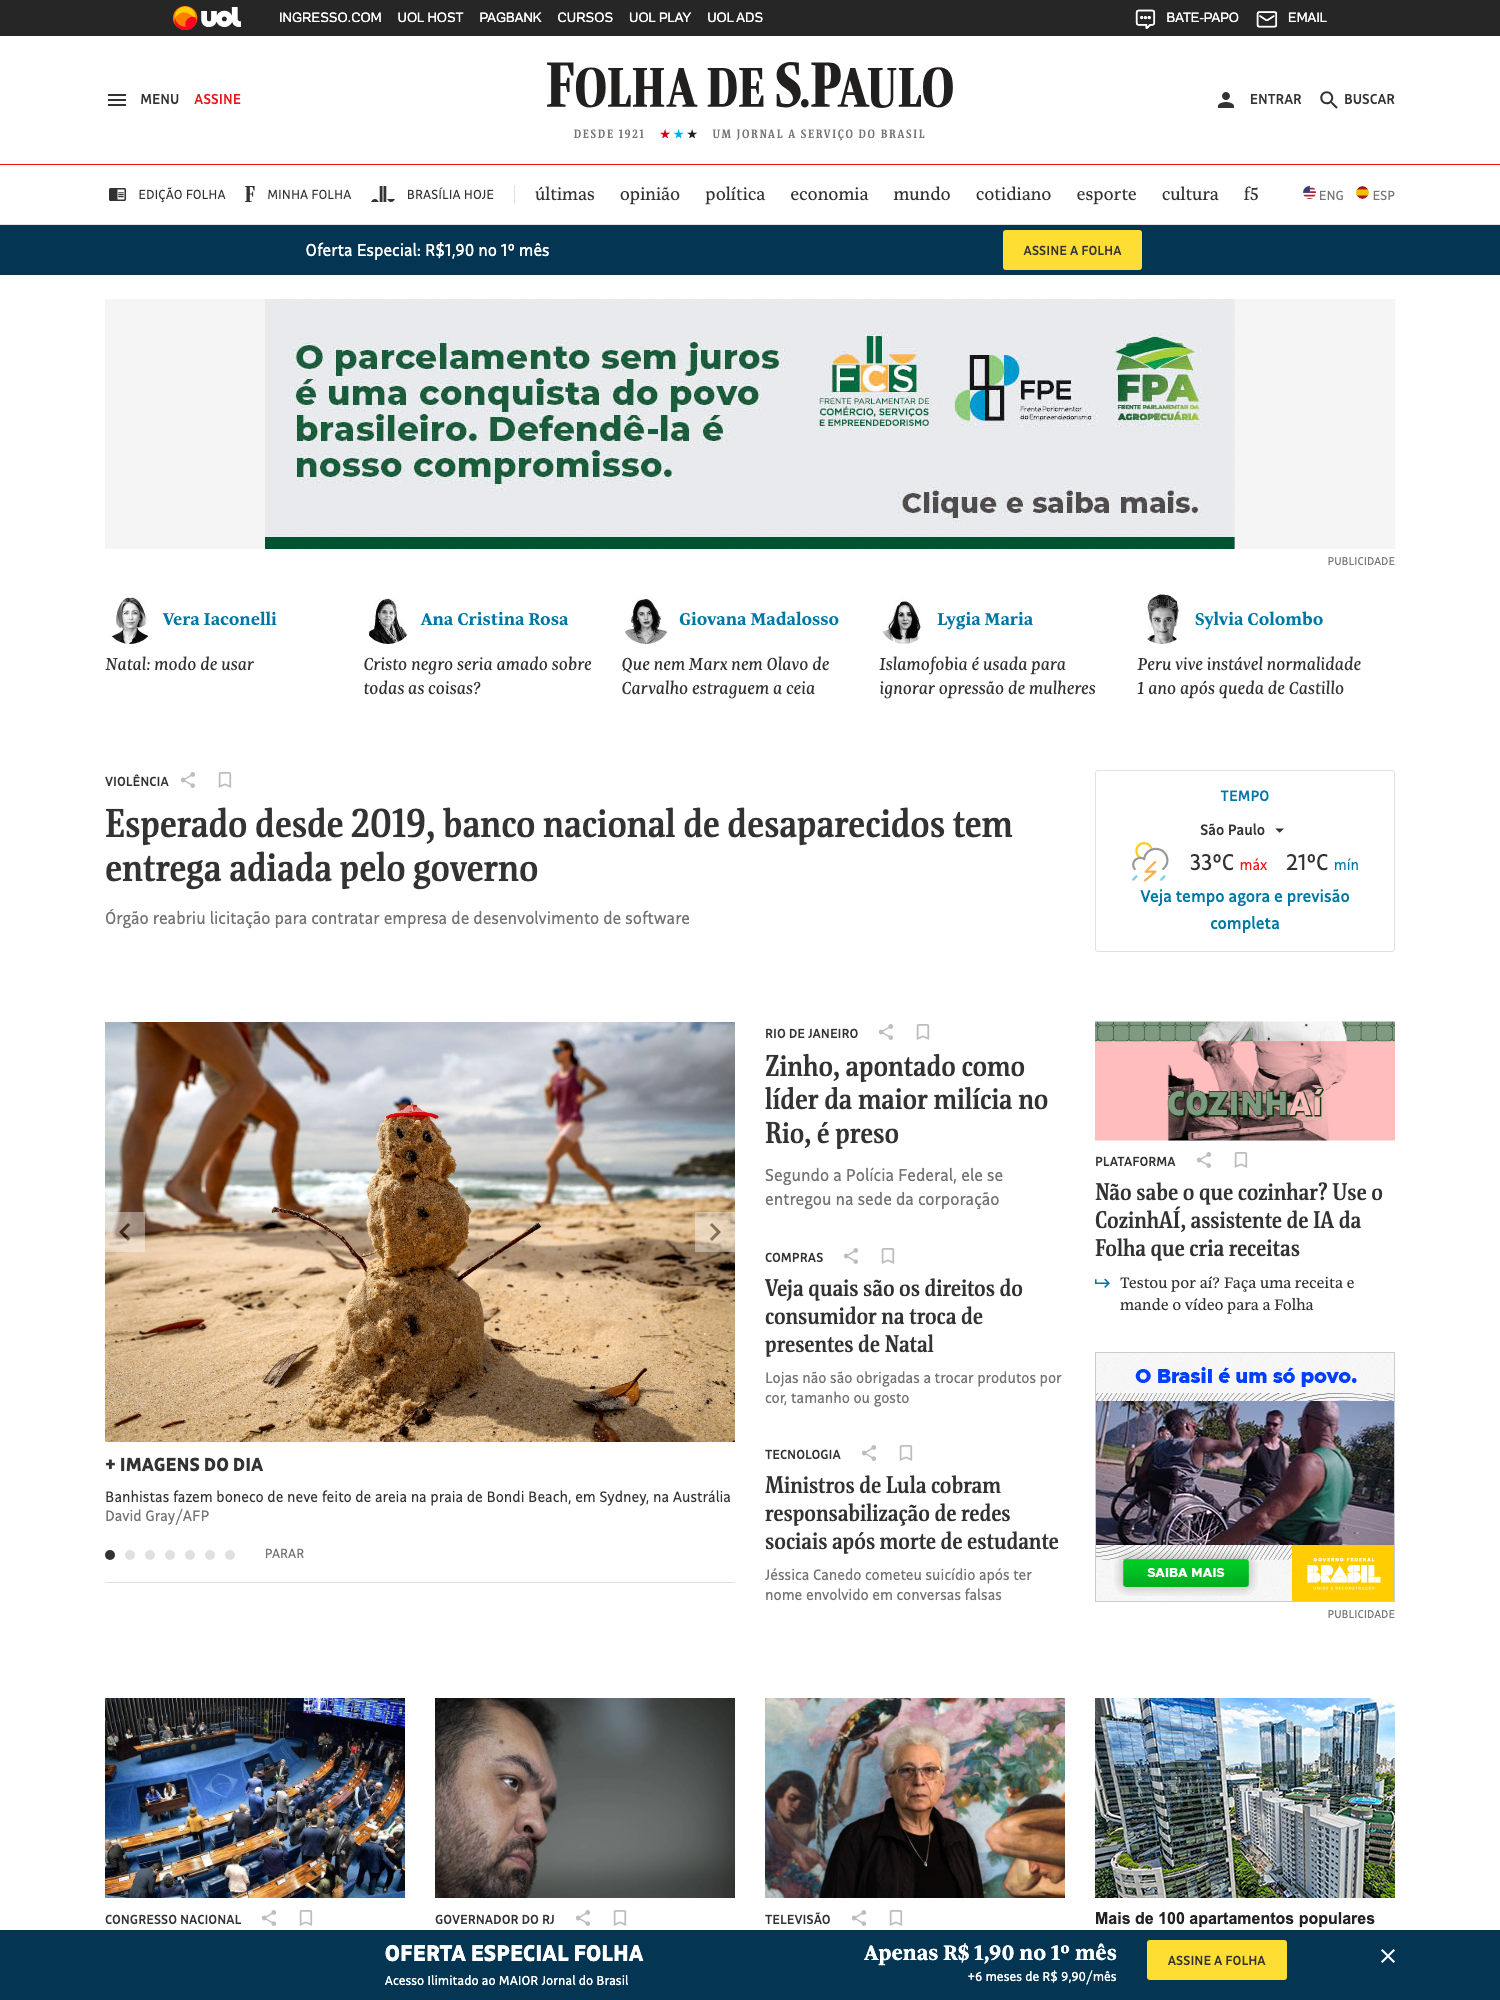 uol INGRESSO.COM UOL HOST PAGBANK CURSOS UOL PLAY UOL ADS BATE-PAPO EMAIL
MENU ASSINE
FOLHA DE S.PAULO
DESDE 1921 ★★★ UM JORNAL A SERVIÇO DO BRASIL
ENTRAR BUSCAR
EDIÇÃO FOLHA MINHA FOLHA BRASÍLIA HOJE últimas opinião política economia mundo cotidiano esporte cultura f5 ENG ESP
Oferta Especial: R$1,90 no 1º mês ASSINE A FOLHA
O parcelamento sem juros
é uma conquista do povo
brasileiro. Defendê-la é
nosso compromisso.
FCS
FRENTE PARLAMENTAR DE
COMÉRCIO, SERVIÇOS
E EMPREENDEDORISMO
FPE
Frente Parlamentar
do Empreendedorismo
FPA
FRENTE PARLAMENTAR DA
AGROPECUÁRIA
Clique e saiba mais.
PUBLICIDADE
Vera Iaconelli
Natal: modo de usar
Ana Cristina Rosa
Cristo negro seria amado sobre
todas as coisas?
Giovana Madalosso
Que nem Marx nem Olavo de
Carvalho estraguem a ceia
Lygia Maria
Islamofobia é usada para
ignorar opressão de mulheres
Sylvia Colombo
Peru vive instável normalidade
1 ano após queda de Castillo
VIOLÊNCIA
Esperado desde 2019, banco nacional de desaparecidos tem
entrega adiada pelo governo
Órgão reabriu licitação para contratar empresa de desenvolvimento de software
TEMPO
São Paulo
33ºC máx 21ºC mín
Veja tempo agora e previsão
completa
+ IMAGENS DO DIA
Banhistas fazem boneco de neve feito de areia na praia de Bondi Beach, em Sydney, na Austrália
David Gray/AFP
PARAR
RIO DE JANEIRO
Zinho, apontado como
líder da maior milícia no
Rio, é preso
Segundo a Polícia Federal, ele se
entregou na sede da corporação
COMPRAS
Veja quais são os direitos do
consumidor na troca de
presentes de Natal
Lojas não são obrigadas a trocar produtos por
cor, tamanho ou gosto
TECNOLOGIA
Ministros de Lula cobram
responsabilização de redes
sociais após morte de estudante
Jéssica Canedo cometeu suicídio após ter
nome envolvido em conversas falsas
COZINHAÍ
PLATAFORMA
Não sabe o que cozinhar? Use o
CozinhAÍ, assistente de IA da
Folha que cria receitas
Testou por aí? Faça uma receita e
mande o vídeo para a Folha
O Brasil é um só povo.
SAIBA MAIS
GOVERNO FEDERAL
BRASIL
UNIÃO E RECONSTRUÇÃO
PUBLICIDADE
CONGRESSO NACIONAL
GOVERNADOR DO RJ
TELEVISÃO
Mais de 100 apartamentos populares
OFERTA ESPECIAL FOLHA
Acesso Ilimitado ao MAIOR Jornal do Brasil
Apenas R$ 1,90 no 1º mês
+6 meses de R$ 9,90/mês
ASSINE A FOLHA